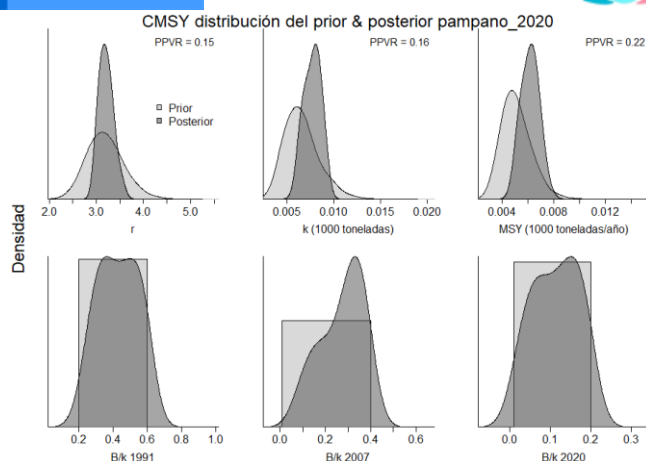 CMSY distribución del prior & posterior pampano_2020
PPVR = 0.15
PPVR = 0.16
PPVR = 0.22
Prior
Posterior
Densidad
2.0 3.0 4.0 5.0
r
0.005 0.010 0.015 0.020
k (1000 toneladas)
0.004 0.008 0.012
MSY (1000 toneladas/año)
0.2 0.4 0.6 0.8 1.0
B/k 1991
0.0 0.2 0.4 0.6
B/k 2007
0.0 0.1 0.2 0.3
B/k 2020